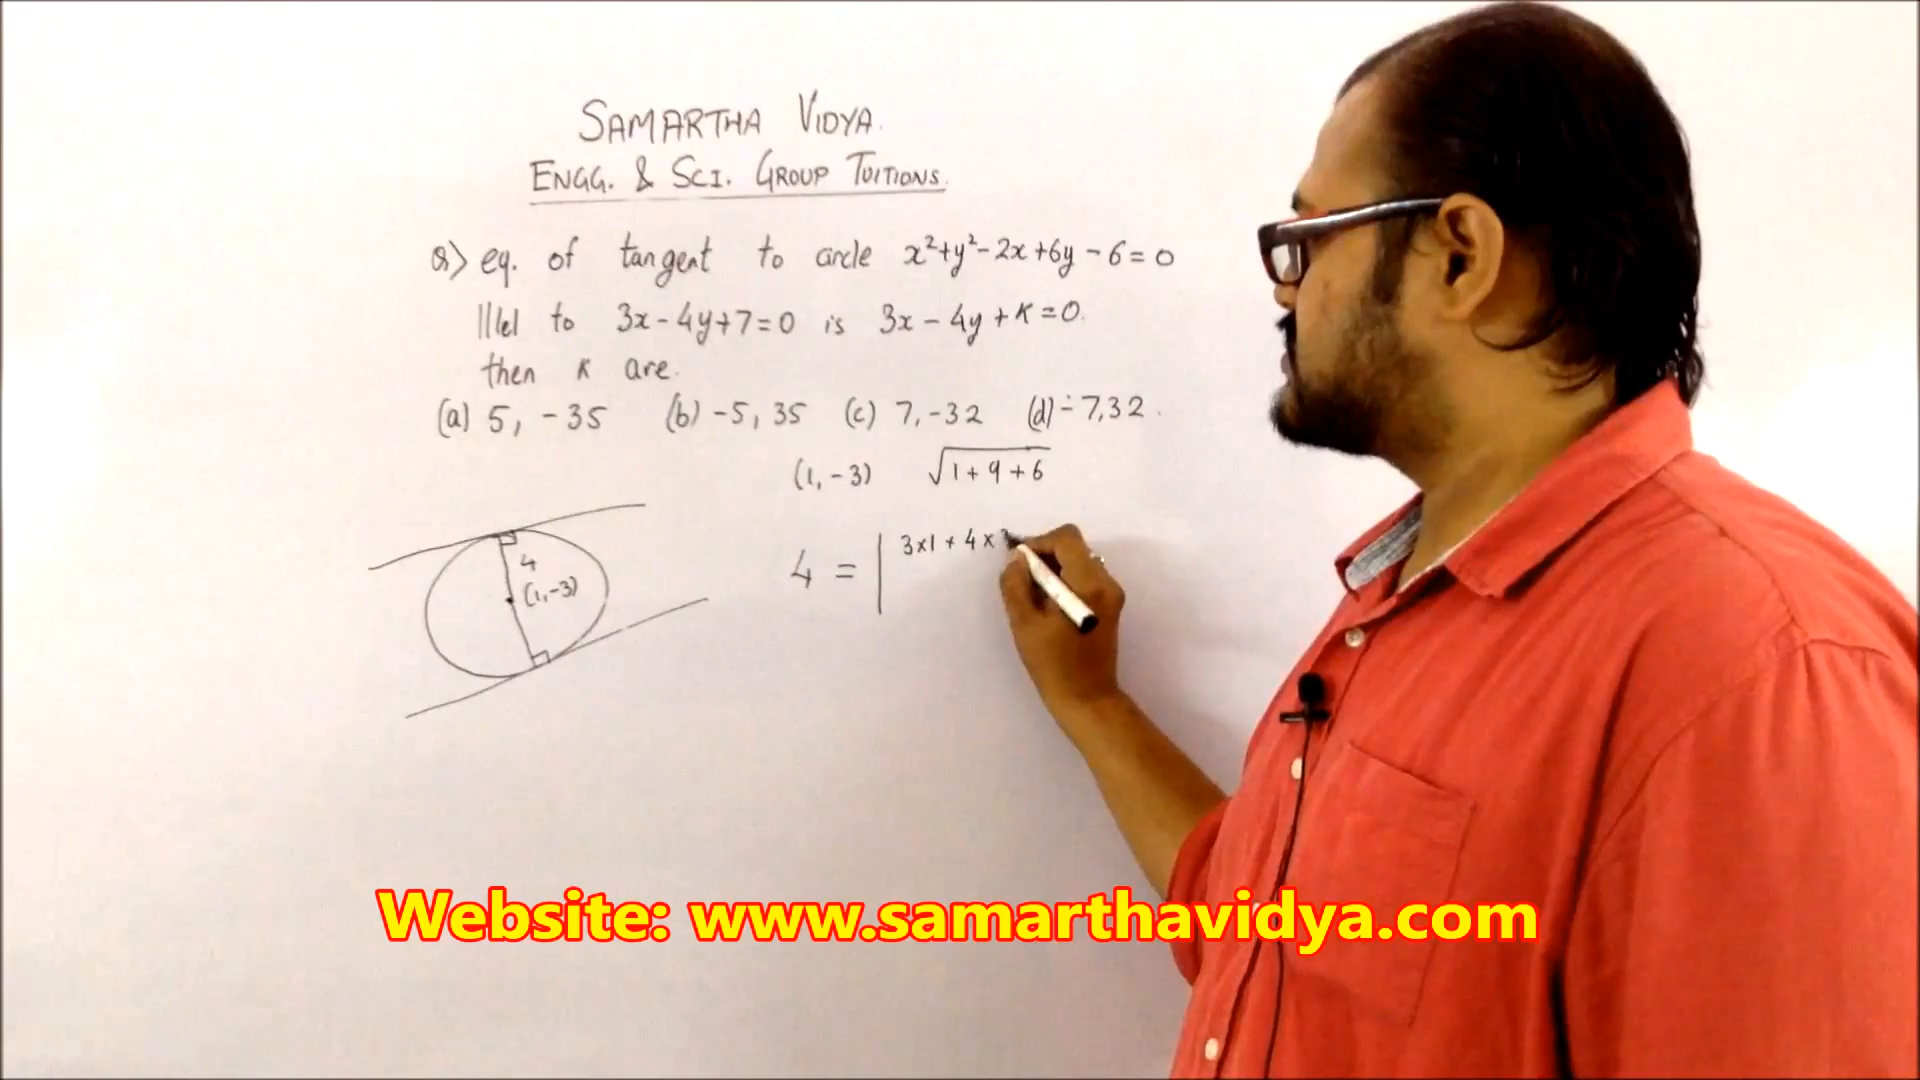 SAMARTHA VIDYA.
ENGG. & SCI. GROUP TUITIONS.
Q> eq. of tangent to circle x²+y²-2x+6y-6=0
||lel to 3x-4y+7=0 is 3x-4y+K=0.
then K are.
(a) 5, -35 (b) -5, 35 (c) 7, -32 (d) -7, 32.
(1, -3) √1+9+6
4 = | 3x1 + 4x
4
(1,-3)
Website: www.samarthavidya.com